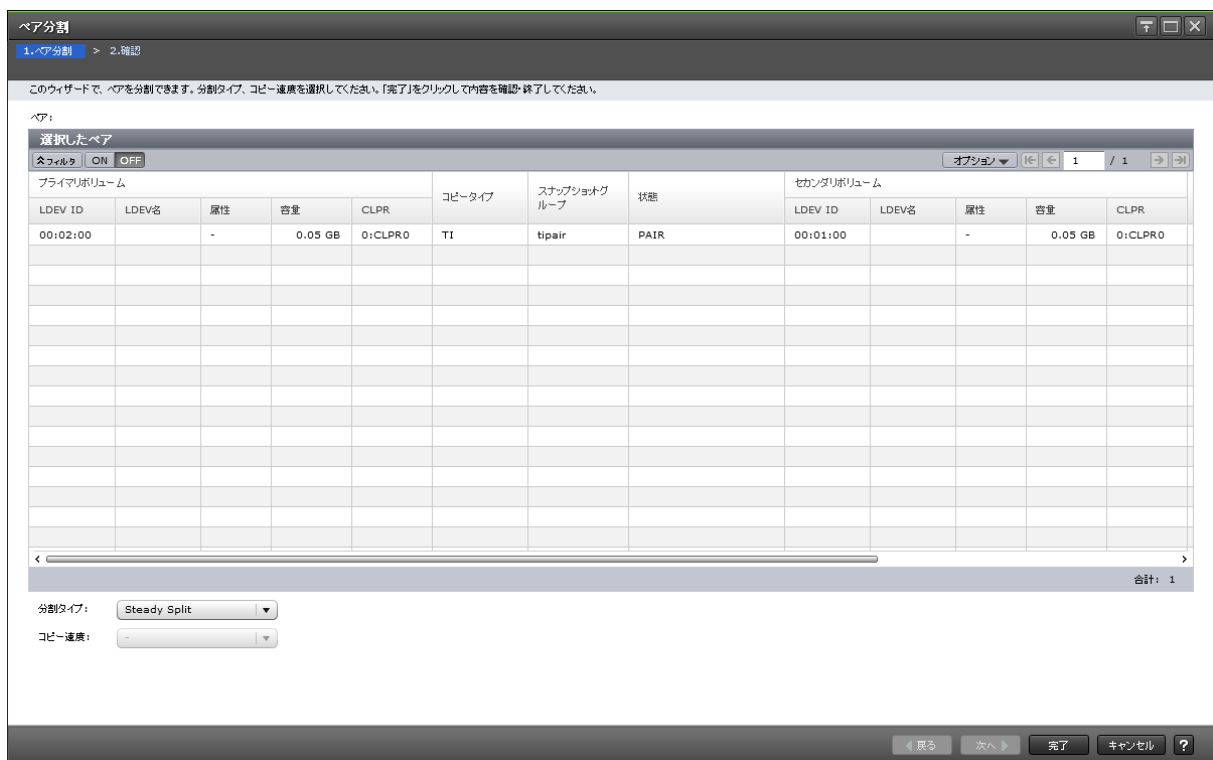 ペア分割
1.ペア分割 > 2.確認
このウィザードで、ペアを分割できます。分割タイプ、コピー速度を選択してください。「完了」をクリックして内容を確認・終了してください。
ペア:
選択したペア
フィルタ ON OFF オプション 1 / 1
プライマリボリューム コピータイプ スナップショットグループ 状態 セカンダリボリューム
LDEV ID LDEV名 属性 容量 CLPR LDEV ID LDEV名 属性 容量 CLPR
00:02:00 - 0.05 GB 0:CLPR0 TI tipair PAIR 00:01:00 - 0.05 GB 0:CLPR0
合計: 1
分割タイプ: Steady Split
コピー速度: -
戻る 次へ 完了 キャンセル ?